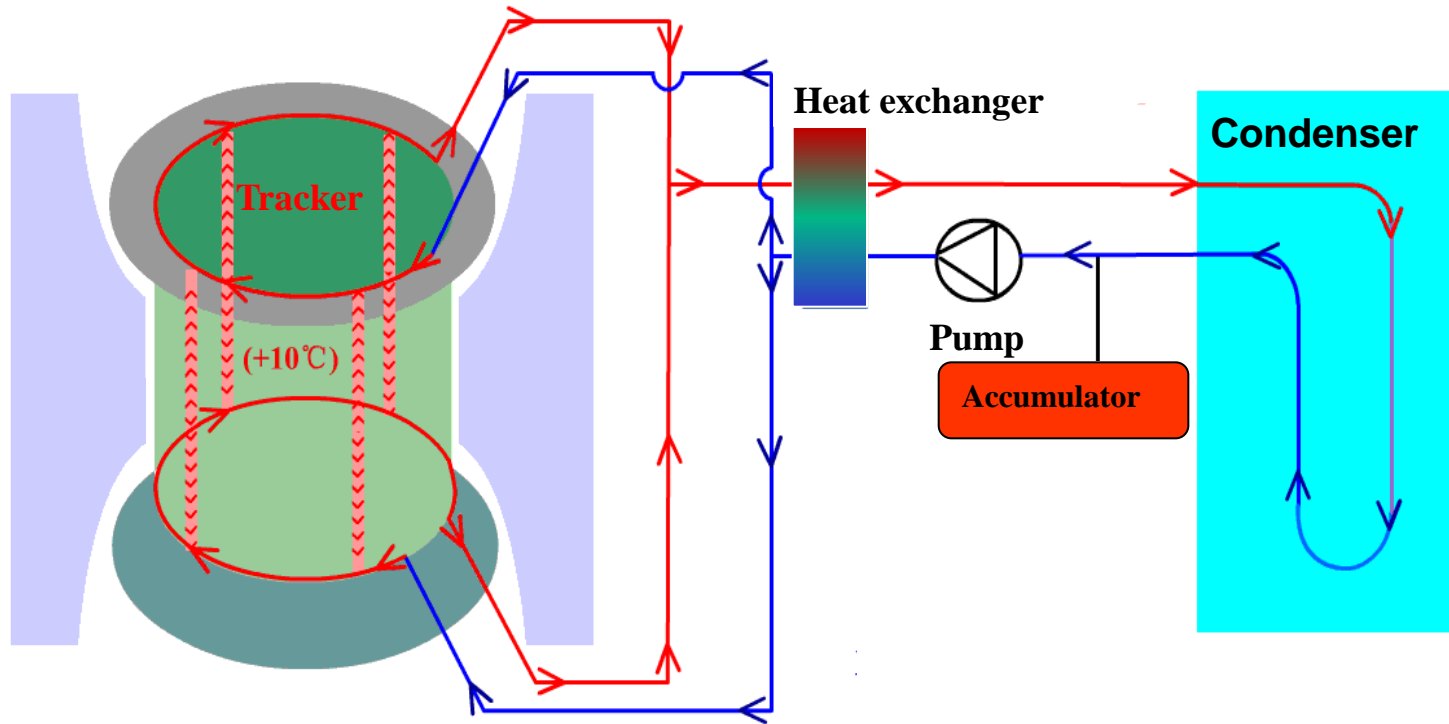 Heat exchanger
Condenser
Tracker
Pump
(+10℃)
Accumulator